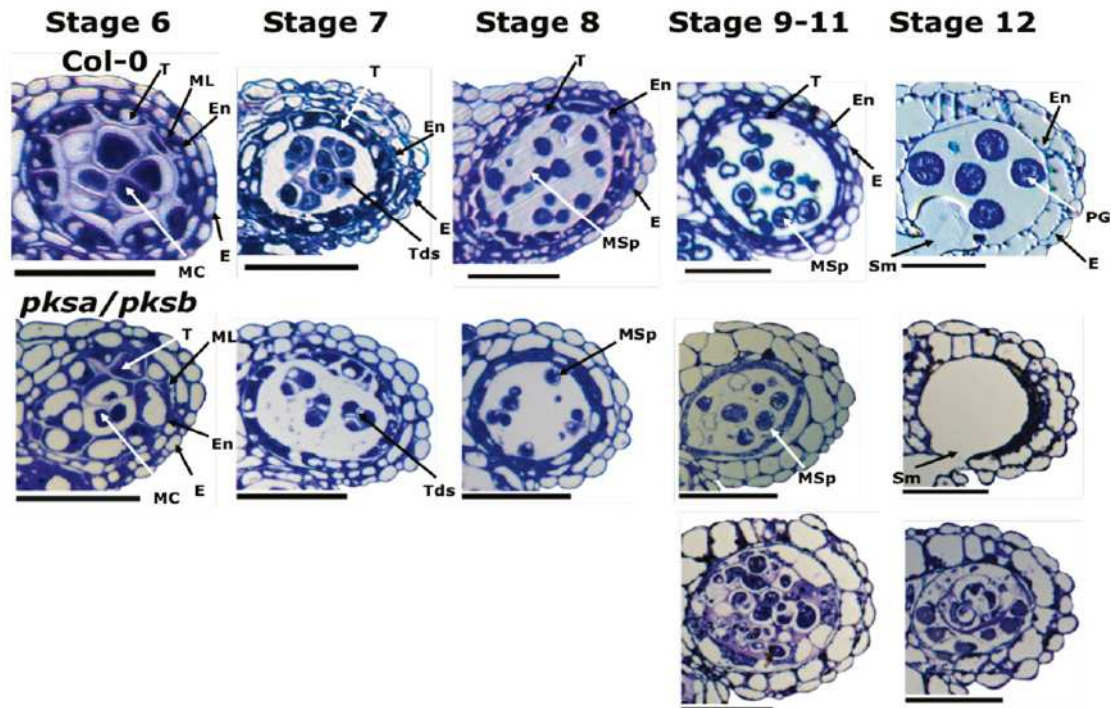 Stage 6 Stage 7 Stage 8 Stage 9-11 Stage 12
Col-0
T ML En E MC
T En E Tds
T En E MSp
T En E MSp
En PG E Sm
pksa/pksb
T ML En E MC
Tds
MSp
MSp
Sm